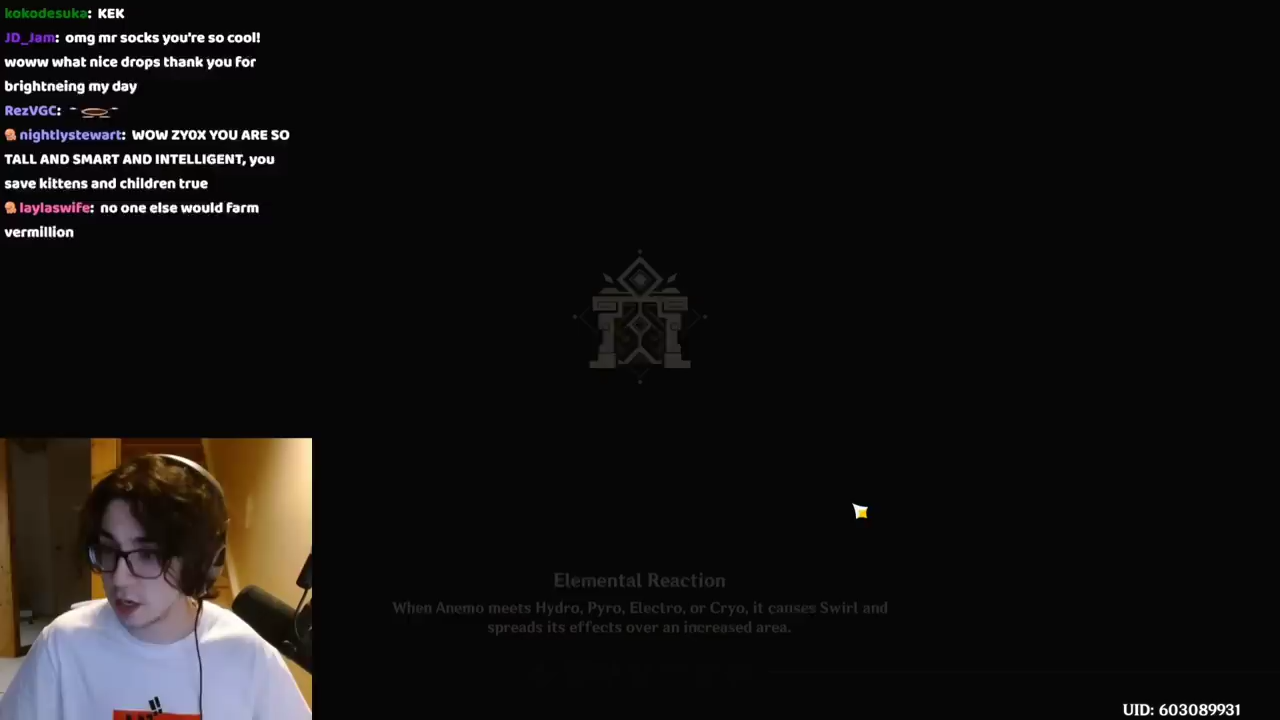 kokodesuka: KEK
JD_Jam: omg mr socks you're so cool!
woww what nice drops thank you for
brightneing my day
RezVGC:
nightlystewart: WOW ZY0X YOU ARE SO
TALL AND SMART AND INTELLIGENT, you
save kittens and children true
laylaswife: no one else would farm
vermillion
Elemental Reaction
When Anemo meets Hydro, Pyro, Electro, or Cryo, it causes Swirl and
spreads its effects over an increased area.
UID: 603089931